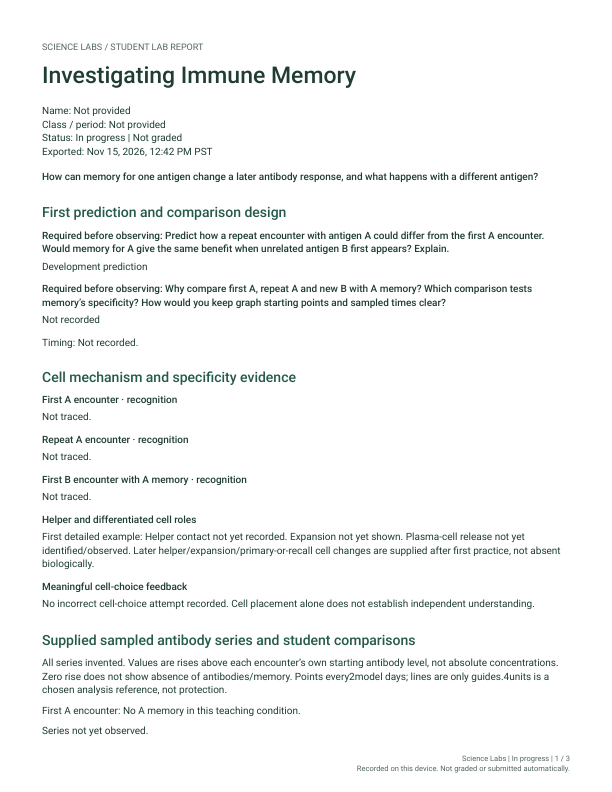 SCIENCE LABS / STUDENT LAB REPORT
Investigating Immune Memory
Name: Not provided
Class / period: Not provided
Status: In progress | Not graded
Exported: Nov 15, 2026, 12:42 PM PST
How can memory for one antigen change a later antibody response, and what happens with a different antigen?
First prediction and comparison design
Required before observing: Predict how a repeat encounter with antigen A could differ from the first A encounter.
Would memory for A give the same benefit when unrelated antigen B first appears? Explain.
Development prediction
Required before observing: Why compare first A, repeat A and new B with A memory? Which comparison tests
memory's specificity? How would you keep graph starting points and sampled times clear?
Not recorded
Timing: Not recorded.
Cell mechanism and specificity evidence
First A encounter · recognition
Not traced.
Repeat A encounter · recognition
Not traced.
First B encounter with A memory · recognition
Not traced.
Helper and differentiated cell roles
First detailed example: Helper contact not yet recorded. Expansion not yet shown. Plasma-cell release not yet
identified/observed. Later helper/expansion/primary-or-recall cell changes are supplied after first practice, not absent
biologically.
Meaningful cell-choice feedback
No incorrect cell-choice attempt recorded. Cell placement alone does not establish independent understanding.
Supplied sampled antibody series and student comparisons
All series invented. Values are rises above each encounter's own starting antibody level, not absolute concentrations.
Zero rise does not show absence of antibodies/memory. Points every2model days; lines are only guides.4units is a
chosen analysis reference, not protection.
First A encounter: No A memory in this teaching condition.
Series not yet observed.
Science Labs | In progress | 1 / 3
Recorded on this device. Not graded or submitted automatically.